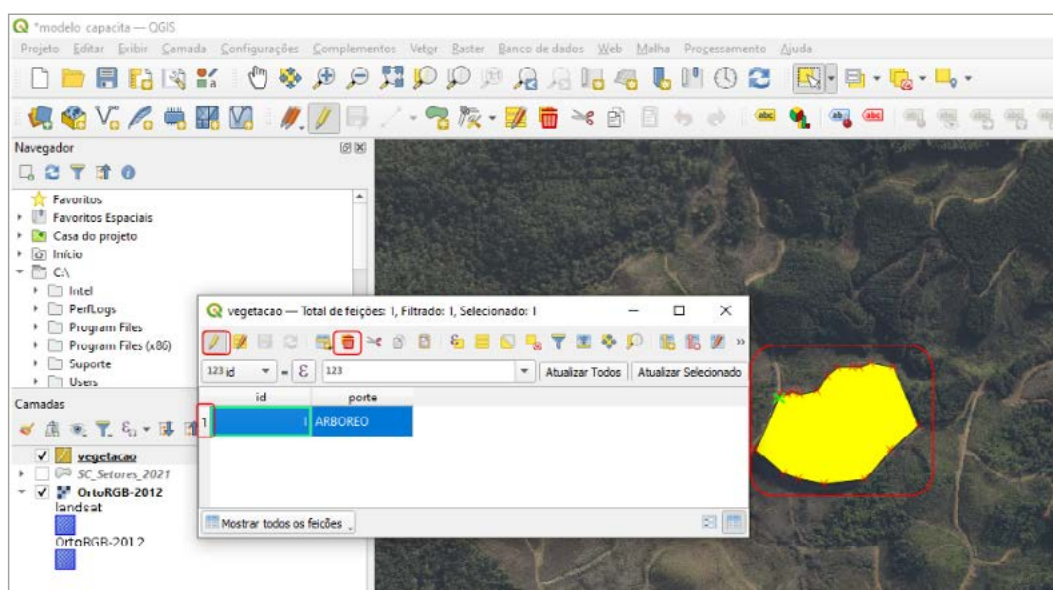 *modelo capacita — QGIS
Projeto Editar Exibir Camada Configurações Complementos Vetor Raster Banco de dados Web Malha Processamento Ajuda
abc
ab
abc
Navegador
Favoritos
Favoritos Espaciais
Casa do projeto
Início
C:\
Intel
PerfLogs
Program Files
Program Files (x86)
Suporte
Users
Camadas
vegetacao
SC_Setores_2021
OrtoRGB-2012
landsat
OrtoRGB-2012
vegetacao — Total de feições: 1, Filtrado: 1, Selecionado: 1
123 id = ε 123 Atualizar Todos Atualizar Selecionado
id porte
1 1 ARBOREO
Mostrar todos os feições